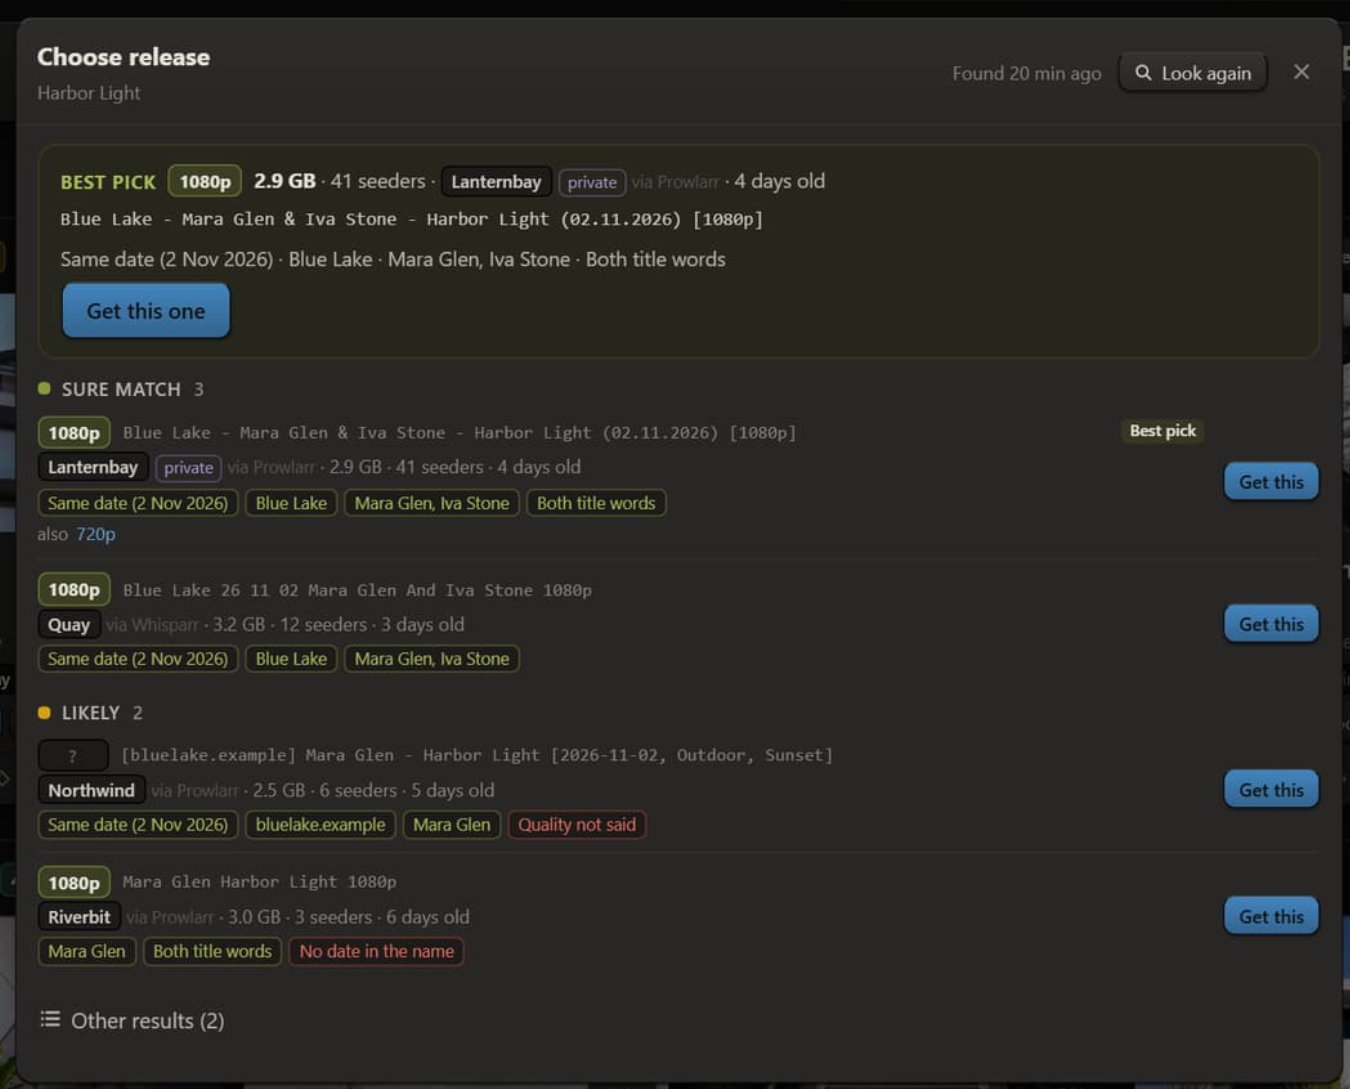 Choose release
Harbor Light
Found 20 min ago
Look again
BEST PICK 1080p 2.9 GB · 41 seeders · Lanternbay private via Prowlarr · 4 days old
Blue Lake - Mara Glen & Iva Stone - Harbor Light (02.11.2026) [1080p]
Same date (2 Nov 2026) · Blue Lake · Mara Glen, Iva Stone · Both title words
Get this one
SURE MATCH 3
1080p Blue Lake - Mara Glen & Iva Stone - Harbor Light (02.11.2026) [1080p] Best pick
Lanternbay private via Prowlarr · 2.9 GB · 41 seeders · 4 days old
Get this
Same date (2 Nov 2026) Blue Lake Mara Glen, Iva Stone Both title words
also 720p
1080p Blue Lake 26 11 02 Mara Glen And Iva Stone 1080p
Quay via Whisparr · 3.2 GB · 12 seeders · 3 days old Get this
Same date (2 Nov 2026) Blue Lake Mara Glen, Iva Stone
LIKELY 2
? [bluelake.example] Mara Glen - Harbor Light [2026-11-02, Outdoor, Sunset]
Northwind via Prowlarr · 2.5 GB · 6 seeders · 5 days old Get this
Same date (2 Nov 2026) bluelake.example Mara Glen Quality not said
1080p Mara Glen Harbor Light 1080p
Riverbit via Prowlarr · 3.0 GB · 3 seeders · 6 days old Get this
Mara Glen Both title words No date in the name
Other results (2)